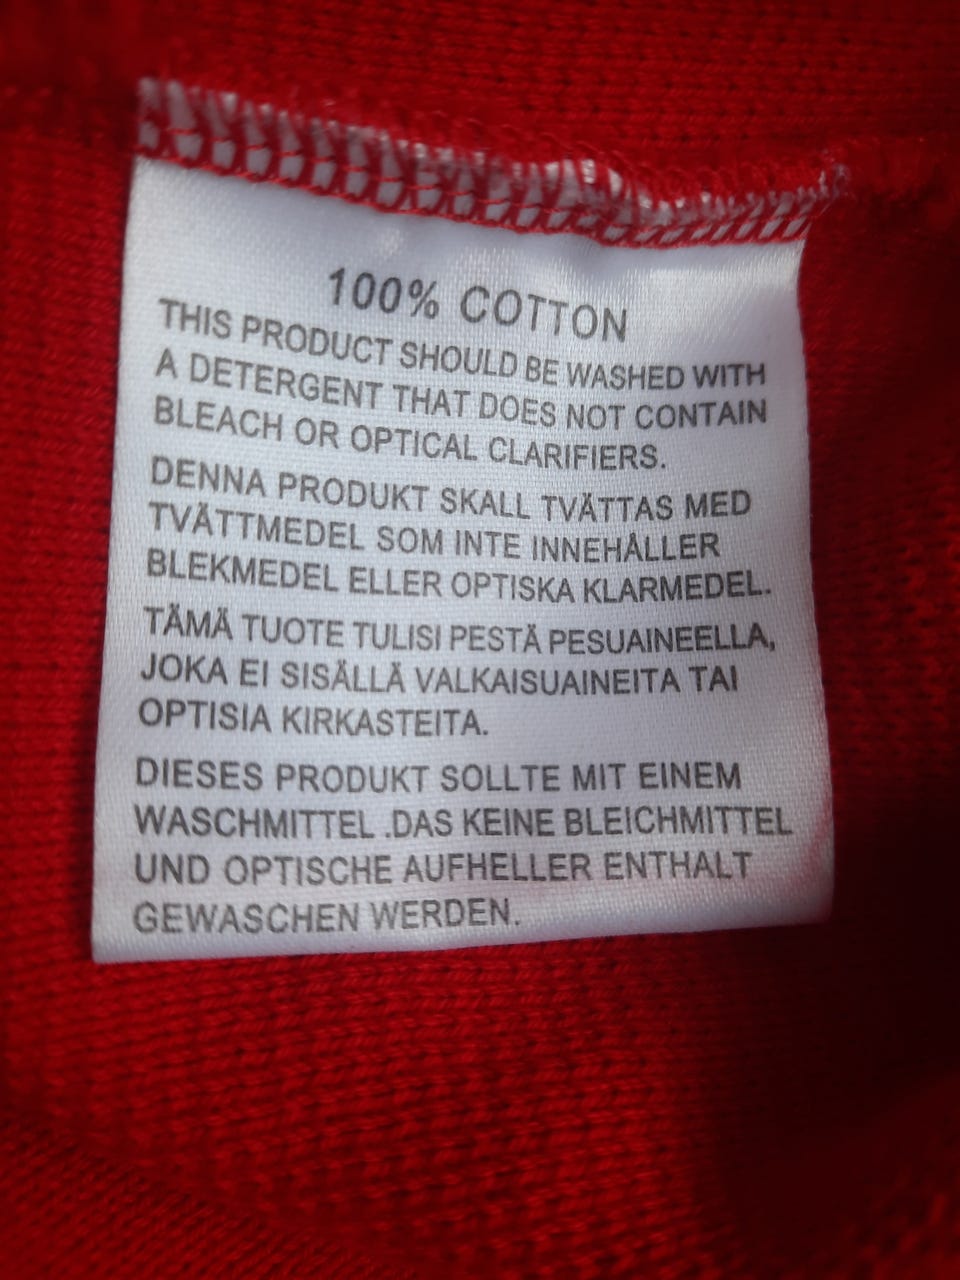 100% COTTON
THIS PRODUCT SHOULD BE WASHED WITH
A DETERGENT THAT DOES NOT CONTAIN
BLEACH OR OPTICAL CLARIFIERS.
DENNA PRODUKT SKALL TVÄTTAS MED
TVÄTTMEDEL SOM INTE INNEHÅLLER
BLEKMEDEL ELLER OPTISKA KLARMEDEL.
TÄMÄ TUOTE TULISI PESTÄ PESUAINEELLA,
JOKA EI SISÄLLÄ VALKAISUAINEITA TAI
OPTISIA KIRKASTEITA.
DIESES PRODUKT SOLLTE MIT EINEM
WASCHMITTEL .DAS KEINE BLEICHMITTEL
UND OPTISCHE AUFHELLER ENTHALT
GEWASCHEN WERDEN.